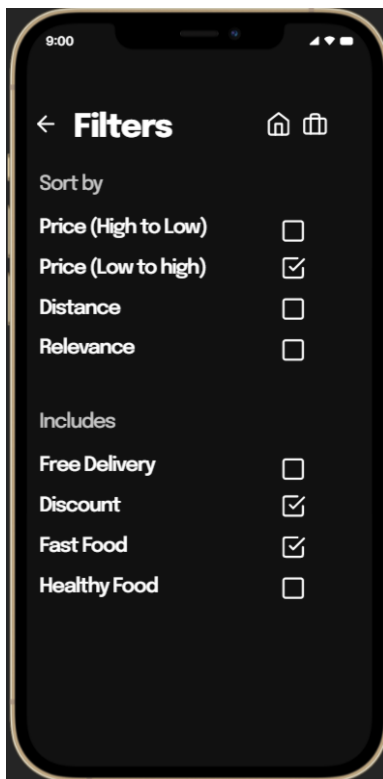 9:00
Filters
Sort by
Price (High to Low)
Price (Low to high)
Distance
Relevance
Includes
Free Delivery
Discount
Fast Food
Healthy Food